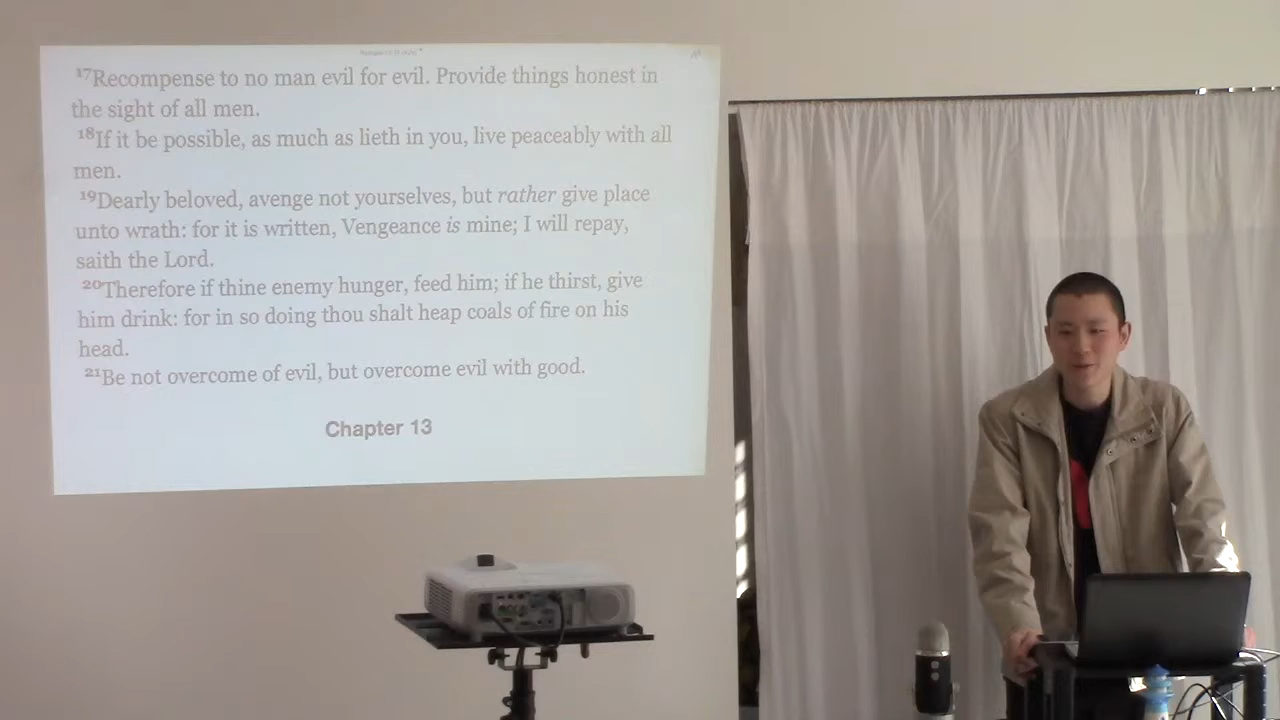 ¹⁷Recompense to no man evil for evil. Provide things honest in
the sight of all men.
¹⁸If it be possible, as much as lieth in you, live peaceably with all
men.
¹⁹Dearly beloved, avenge not yourselves, but rather give place
unto wrath: for it is written, Vengeance is mine; I will repay,
saith the Lord.
²⁰Therefore if thine enemy hunger, feed him; if he thirst, give
him drink: for in so doing thou shalt heap coals of fire on his
head.
²¹Be not overcome of evil, but overcome evil with good.
Chapter 13